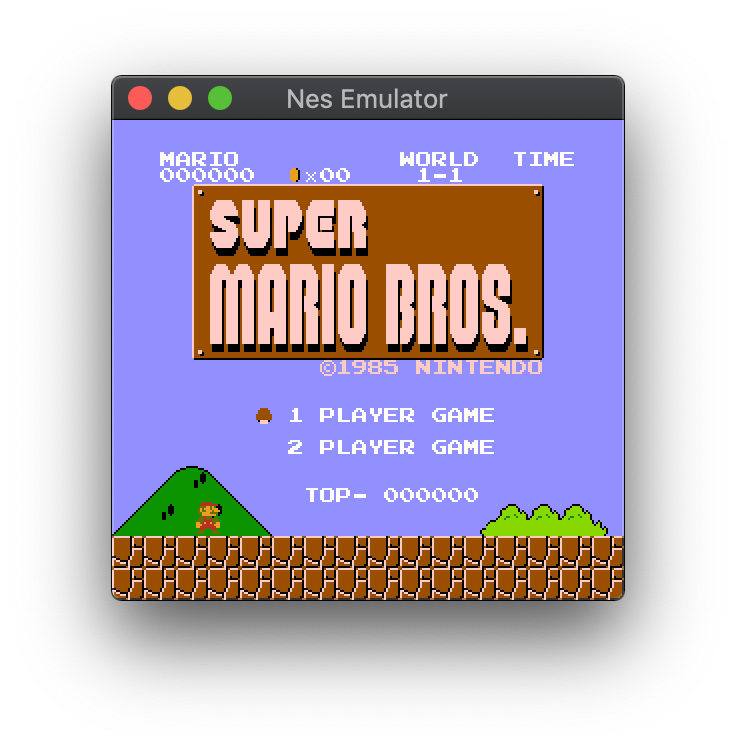 Nes Emulator
MARIO WORLD TIME
000000 ×00 1-1
SUPER
MARIO BROS.
©1985 NINTENDO
1 PLAYER GAME
2 PLAYER GAME
TOP- 000000